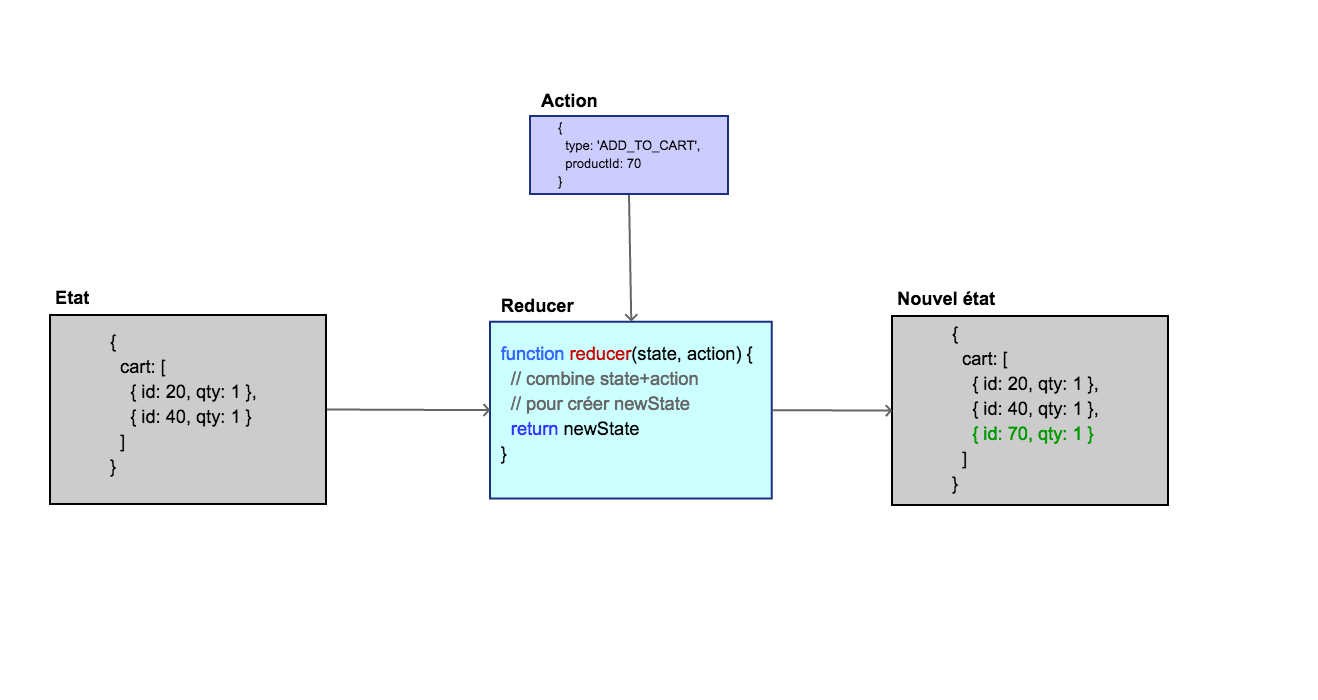 Action
{
type: 'ADD_TO_CART',
productId: 70
}
Etat
{
cart: [
{ id: 20, qty: 1 },
{ id: 40, qty: 1 }
]
}
Reducer
function reducer(state, action) {
// combine state+action
// pour créer newState
return newState
}
Nouvel état
{
cart: [
{ id: 20, qty: 1 },
{ id: 40, qty: 1 },
{ id: 70, qty: 1 }
]
}